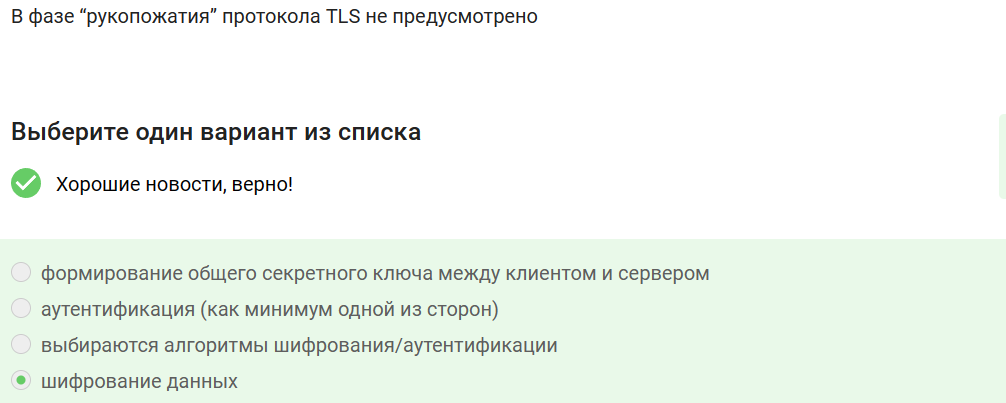 В фазе “рукопожатия” протокола TLS не предусмотрено
Выберите один вариант из списка
Хорошие новости, верно!
формирование общего секретного ключа между клиентом и сервером
аутентификация (как минимум одной из сторон)
выбираются алгоритмы шифрования/аутентификации
шифрование данных